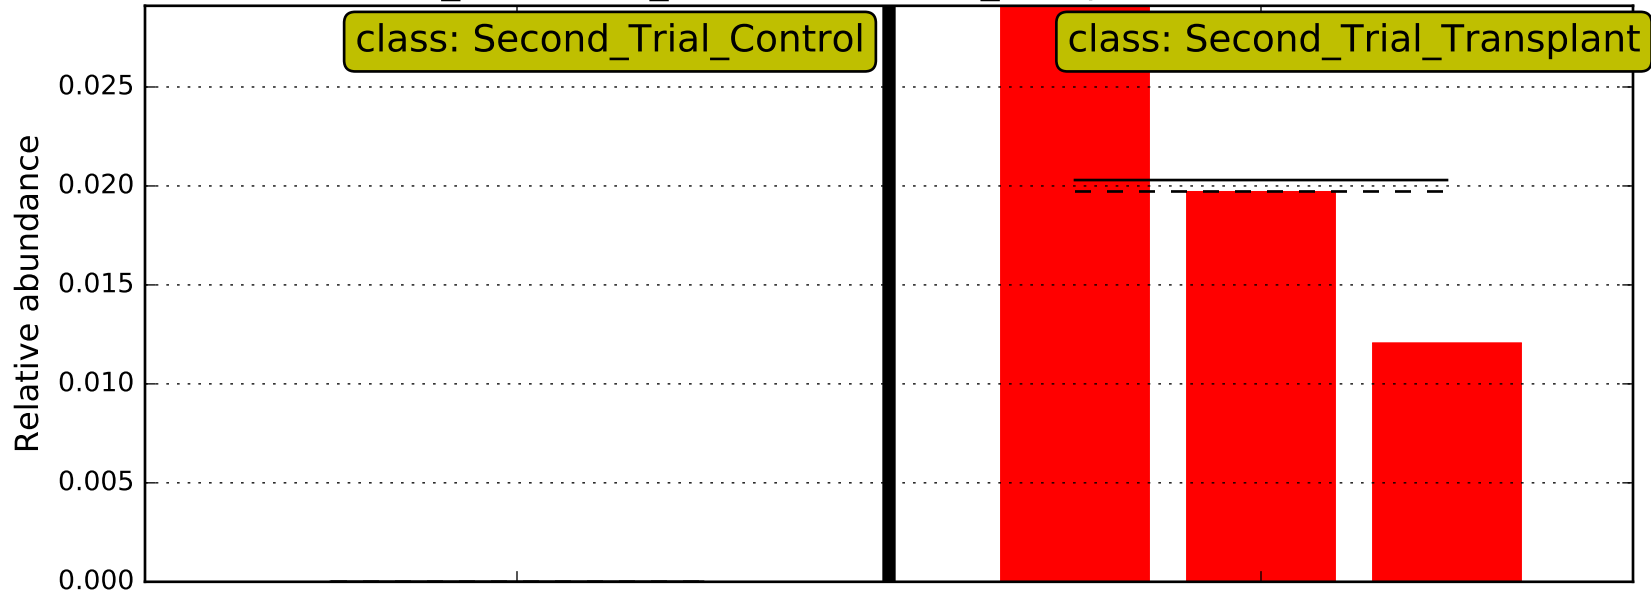 class: Second_Trial_Control
class: Second_Trial_Transplant
Relative abundance
0.025
0.020
0.015
0.010
0.005
0.000